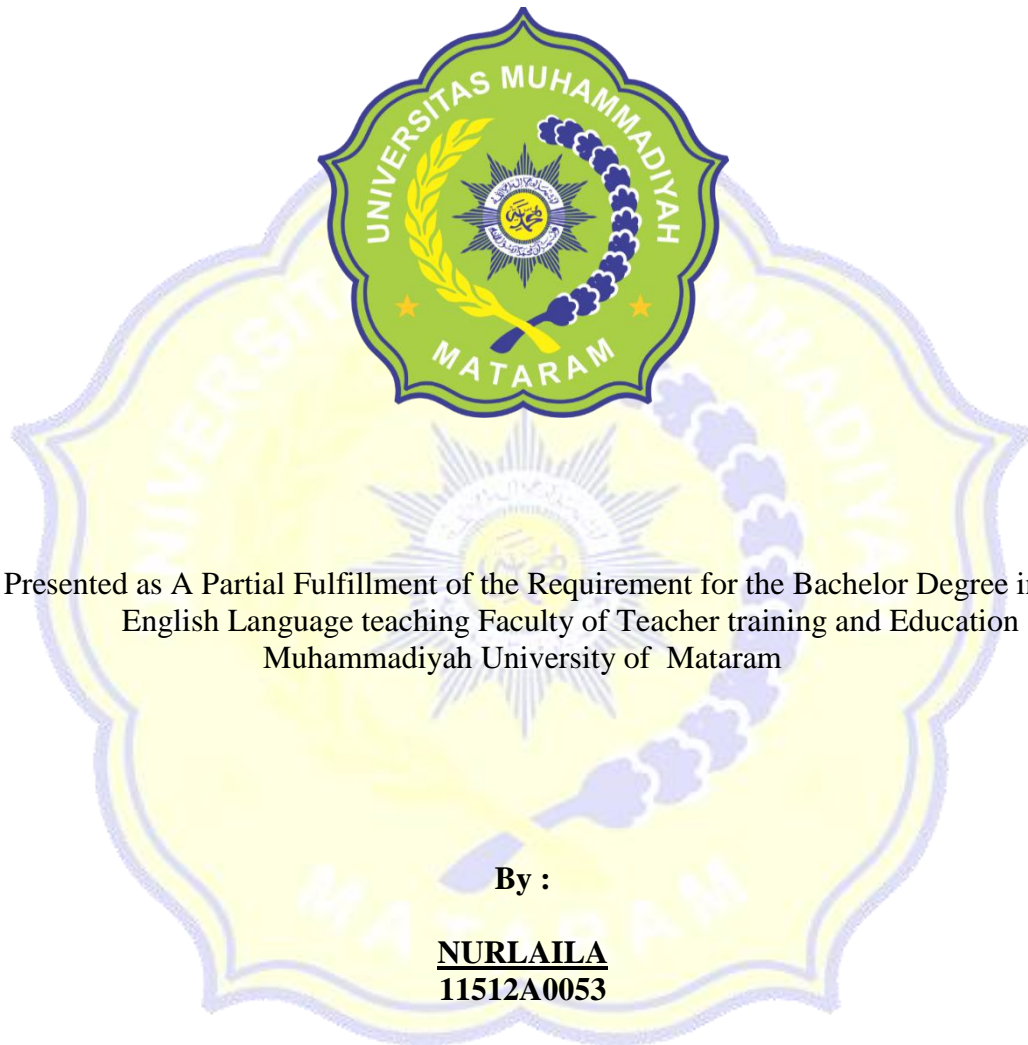 UNIVERSITAS MUHAMMADIYAH
MATARAM
Presented as A Partial Fulfillment of the Requirement for the Bachelor Degree in
English Language teaching Faculty of Teacher training and Education
Muhammadiyah University of Mataram
By :
NURLAILA
11512A0053